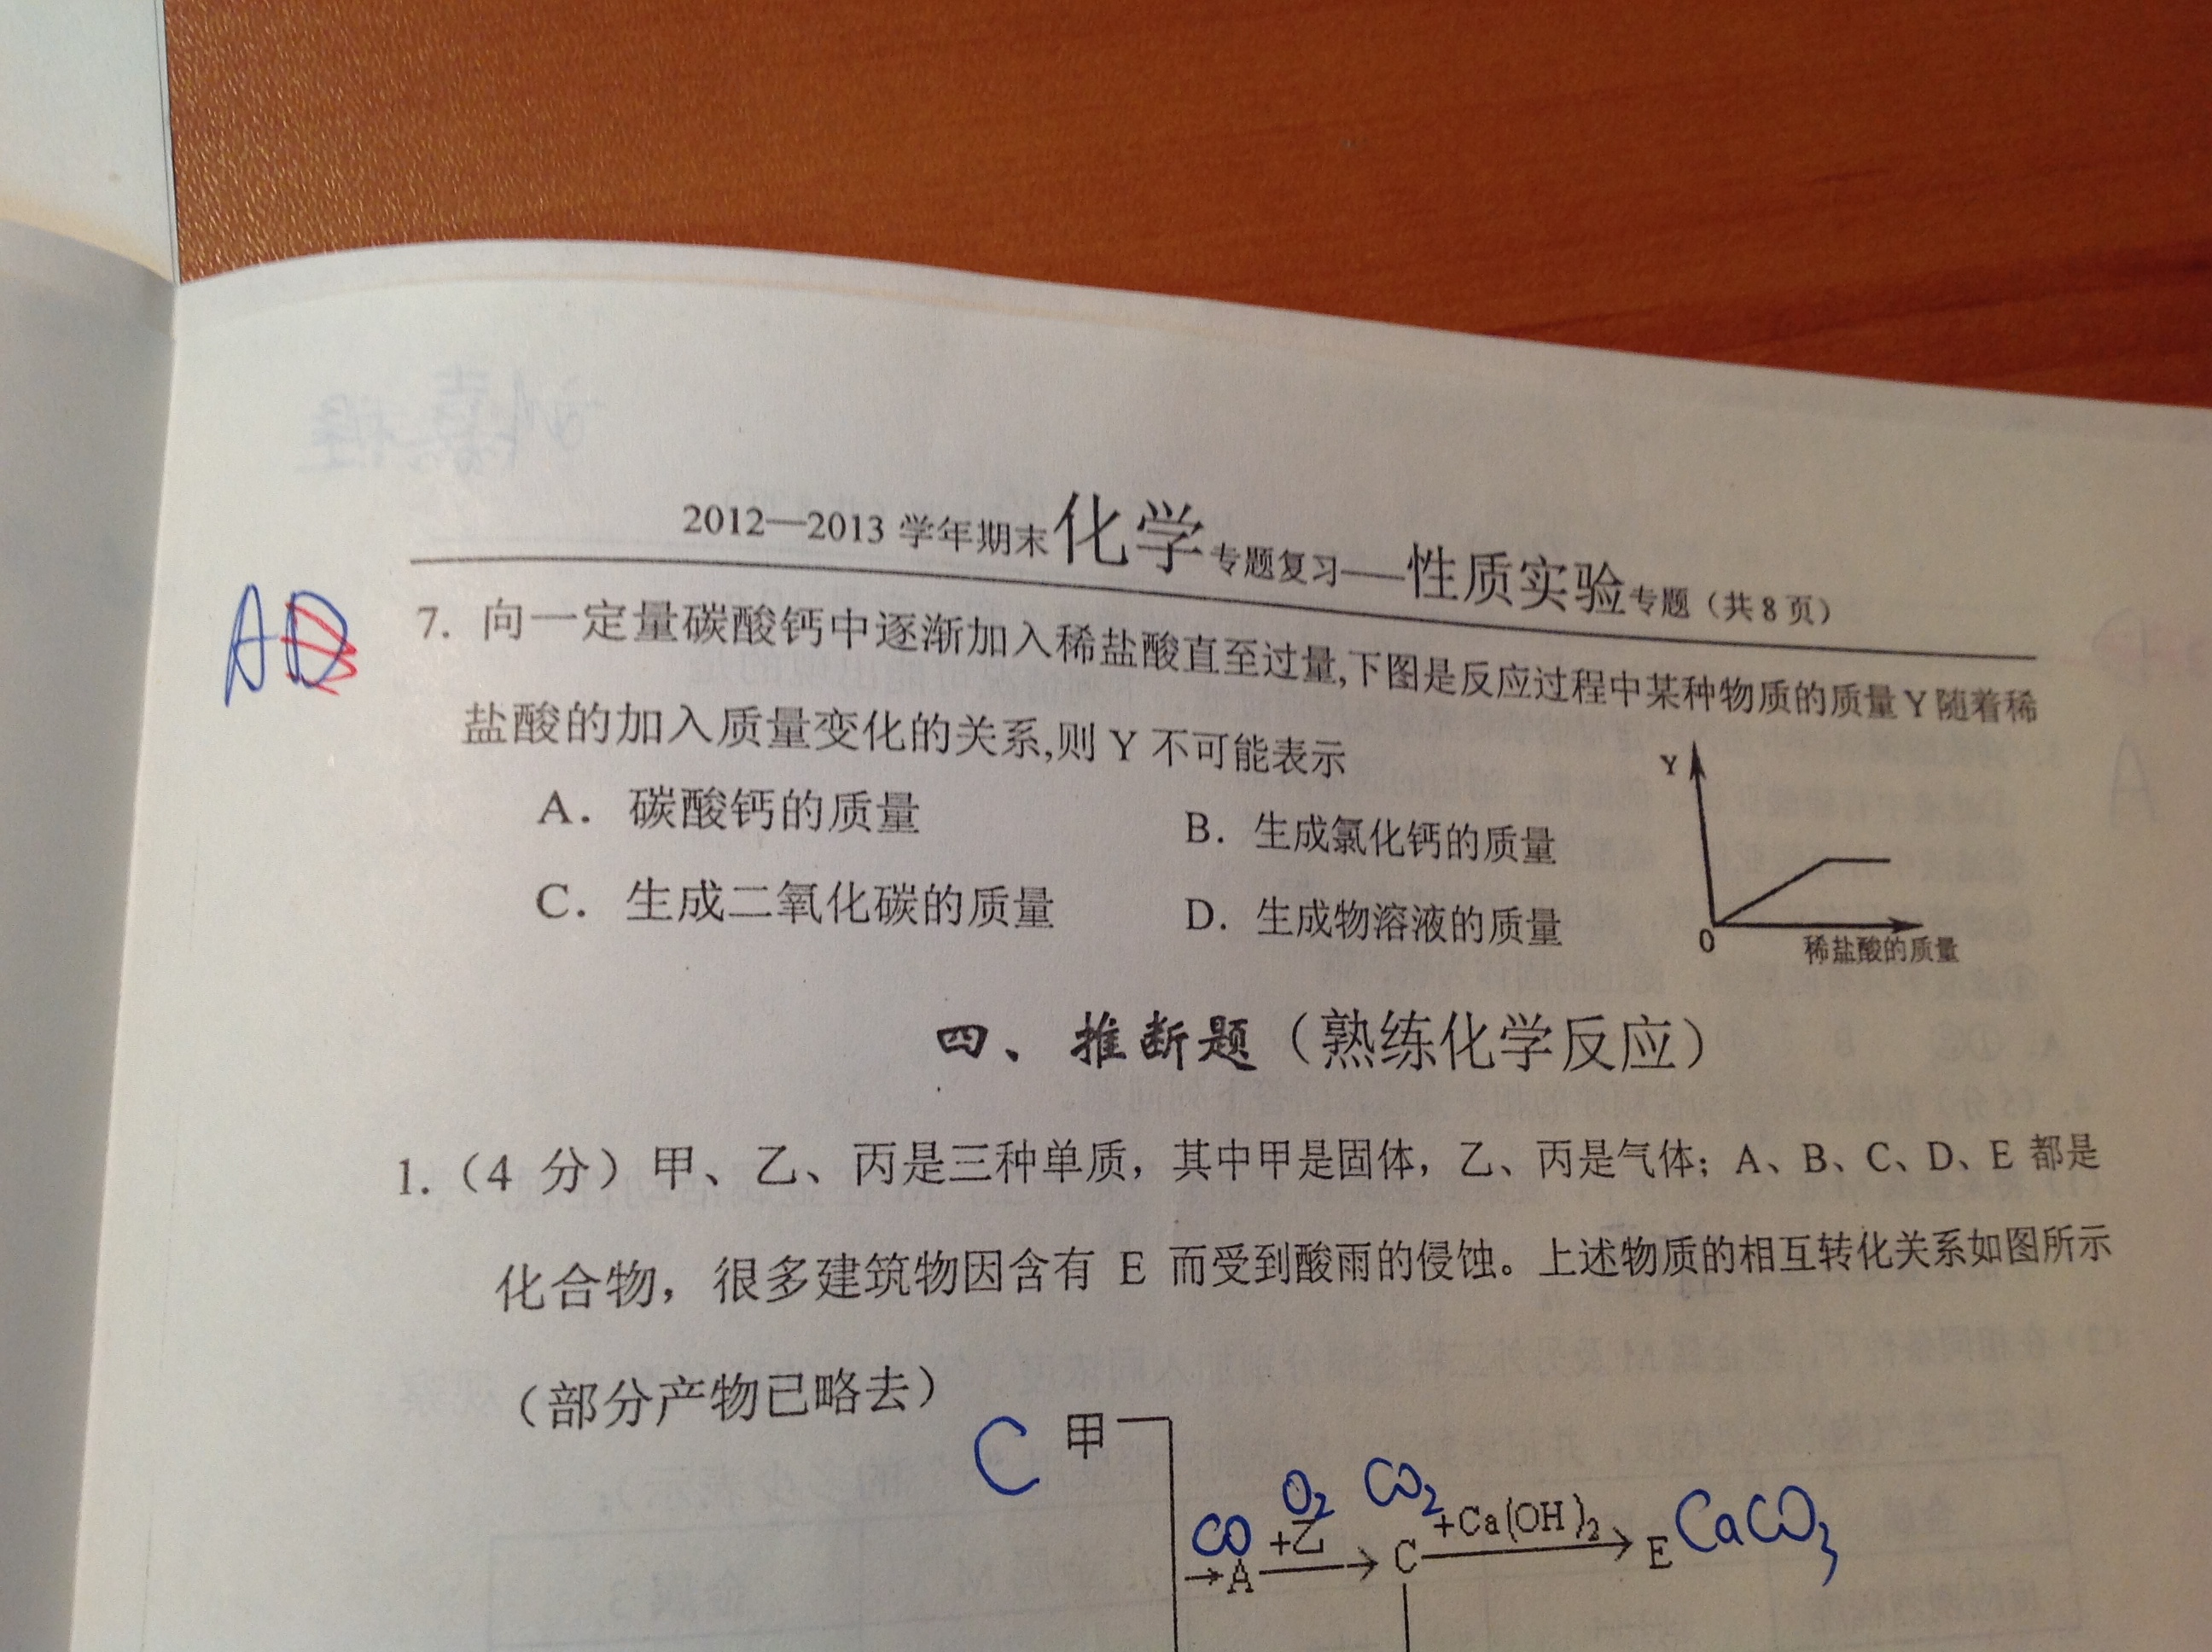 2012—2013 学年期末化学专题复习—性质实验专题（共8页）
AD
7. 向一定量碳酸钙中逐渐加入稀盐酸直至过量,下图是反应过程中某种物质的质量Y随着稀
盐酸的加入质量变化的关系,则 Y 不可能表示
A. 碳酸钙的质量 B. 生成氯化钙的质量
C. 生成二氧化碳的质量 D. 生成物溶液的质量
Y
0
稀盐酸的质量
四、推断题（熟练化学反应）
1.（4 分）甲、乙、丙是三种单质，其中甲是固体，乙、丙是气体；A、B、C、D、E 都是
化合物，很多建筑物因含有 E 而受到酸雨的侵蚀。上述物质的相互转化关系如图所示
（部分产物已略去）
C 甲
CO O2 CO2 CaCO3
→A +乙→ C +Ca(OH)2→ E